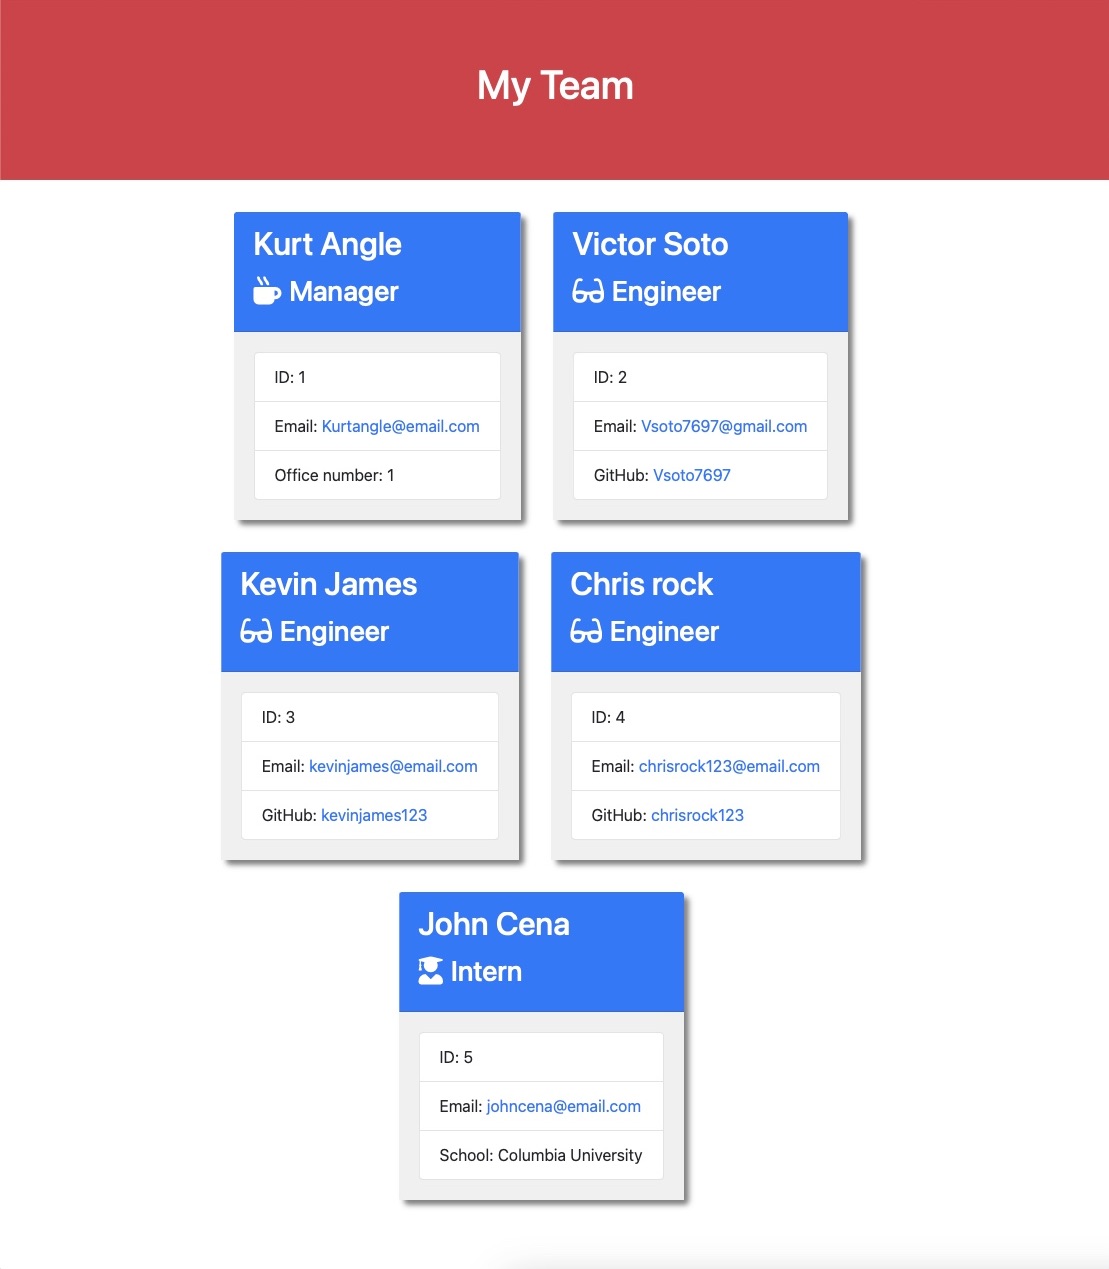 My Team
Kurt Angle
Manager
ID: 1
Email: Kurtangle@email.com
Office number: 1
Victor Soto
Engineer
ID: 2
Email: Vsoto7697@gmail.com
GitHub: Vsoto7697
Kevin James
Engineer
ID: 3
Email: kevinjames@email.com
GitHub: kevinjames123
Chris rock
Engineer
ID: 4
Email: chrisrock123@email.com
GitHub: chrisrock123
John Cena
Intern
ID: 5
Email: johncena@email.com
School: Columbia University